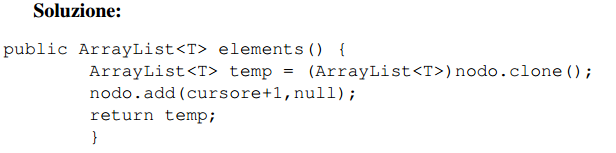 Soluzione:
public ArrayList<T> elements() {
ArrayList<T> temp = (ArrayList<T>)nodo.clone();
nodo.add(cursore+1,null);
return temp;
}